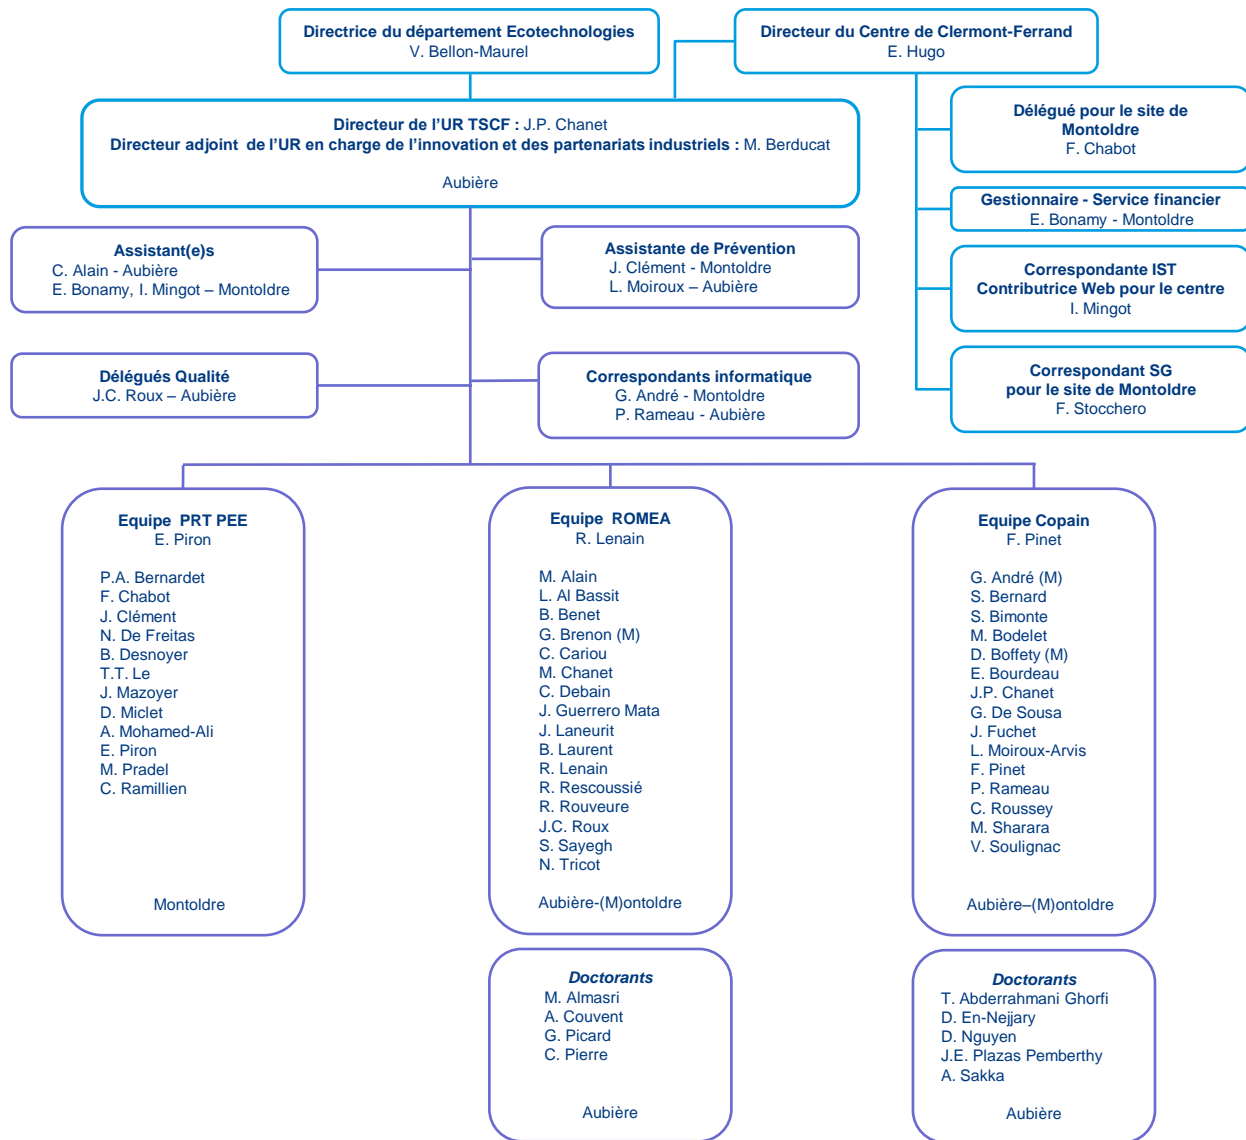 Directrice du département Ecotechnologies
V. Bellon-Maurel
Directeur du Centre de Clermont-Ferrand
E. Hugo
Directeur de l'UR TSCF : J.P. Chanet
Directeur adjoint de l'UR en charge de l'innovation et des partenariats industriels : M. Berducat
Aubière
Délégué pour le site de
Montoldre
F. Chabot
Gestionnaire - Service financier
E. Bonamy - Montoldre
Correspondante IST
Contributrice Web pour le centre
I. Mingot
Correspondant SG
pour le site de Montoldre
F. Stocchero
Assistant(e)s
C. Alain - Aubière
E. Bonamy, I. Mingot – Montoldre
Assistante de Prévention
J. Clément - Montoldre
L. Moiroux – Aubière
Délégués Qualité
J.C. Roux – Aubière
Correspondants informatique
G. André - Montoldre
P. Rameau - Aubière
Equipe PRT PEE
E. Piron
P.A. Bernardet
F. Chabot
J. Clément
N. De Freitas
B. Desnoyer
T.T. Le
J. Mazoyer
D. Miclet
A. Mohamed-Ali
E. Piron
M. Pradel
C. Ramillien
Montoldre
Equipe ROMEA
R. Lenain
M. Alain
L. Al Bassit
B. Benet
G. Brenon (M)
C. Cariou
M. Chanet
C. Debain
J. Guerrero Mata
J. Laneurit
B. Laurent
R. Lenain
R. Rescoussié
R. Rouveure
J.C. Roux
S. Sayegh
N. Tricot
Aubière-(M)ontoldre
Equipe Copain
F. Pinet
G. André (M)
S. Bernard
S. Bimonte
M. Bodelet
D. Boffety (M)
E. Bourdeau
J.P. Chanet
G. De Sousa
J. Fuchet
L. Moiroux-Arvis
F. Pinet
P. Rameau
C. Roussey
M. Sharara
V. Soulignac
Aubière–(M)ontoldre
Doctorants
M. Almasri
A. Couvent
G. Picard
C. Pierre
Aubière
Doctorants
T. Abderrahmani Ghorfi
D. En-Nejjary
D. Nguyen
J.E. Plazas Pemberthy
A. Sakka
Aubière